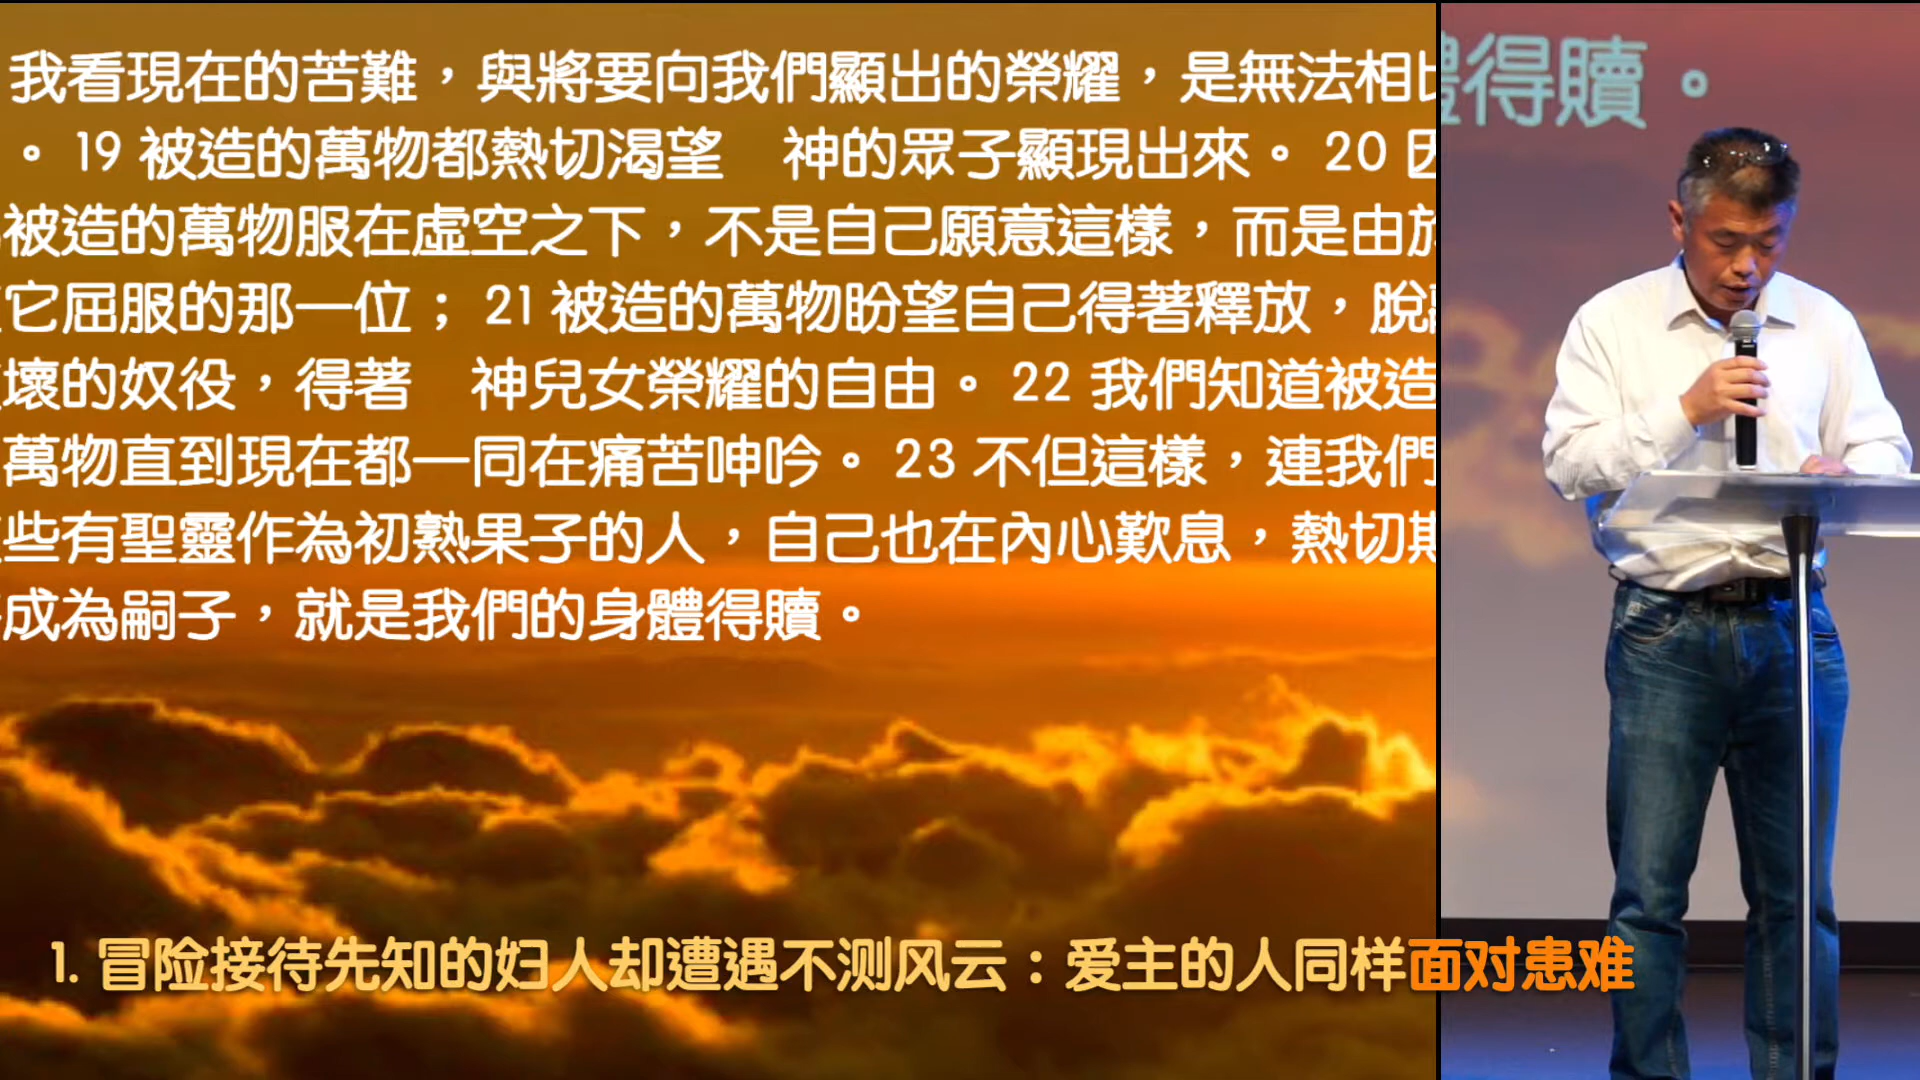 我看現在的苦難，與將要向我們顯出的榮耀，是無法相比
。19 被造的萬物都熱切渴望　神的眾子顯現出來。 20 因
被造的萬物服在虛空之下，不是自己願意這樣，而是由於
它屈服的那一位； 21 被造的萬物盼望自己得著釋放，脫離
壞的奴役，得著　神兒女榮耀的自由。 22 我們知道被造
萬物直到現在都一同在痛苦呻吟。 23 不但這樣，連我們
些有聖靈作為初熟果子的人，自己也在內心歎息，熱切期
成為嗣子，就是我們的身體得贖。
體得贖。
1. 冒险接待先知的妇人却遭遇不测风云：爱主的人同样面对患难